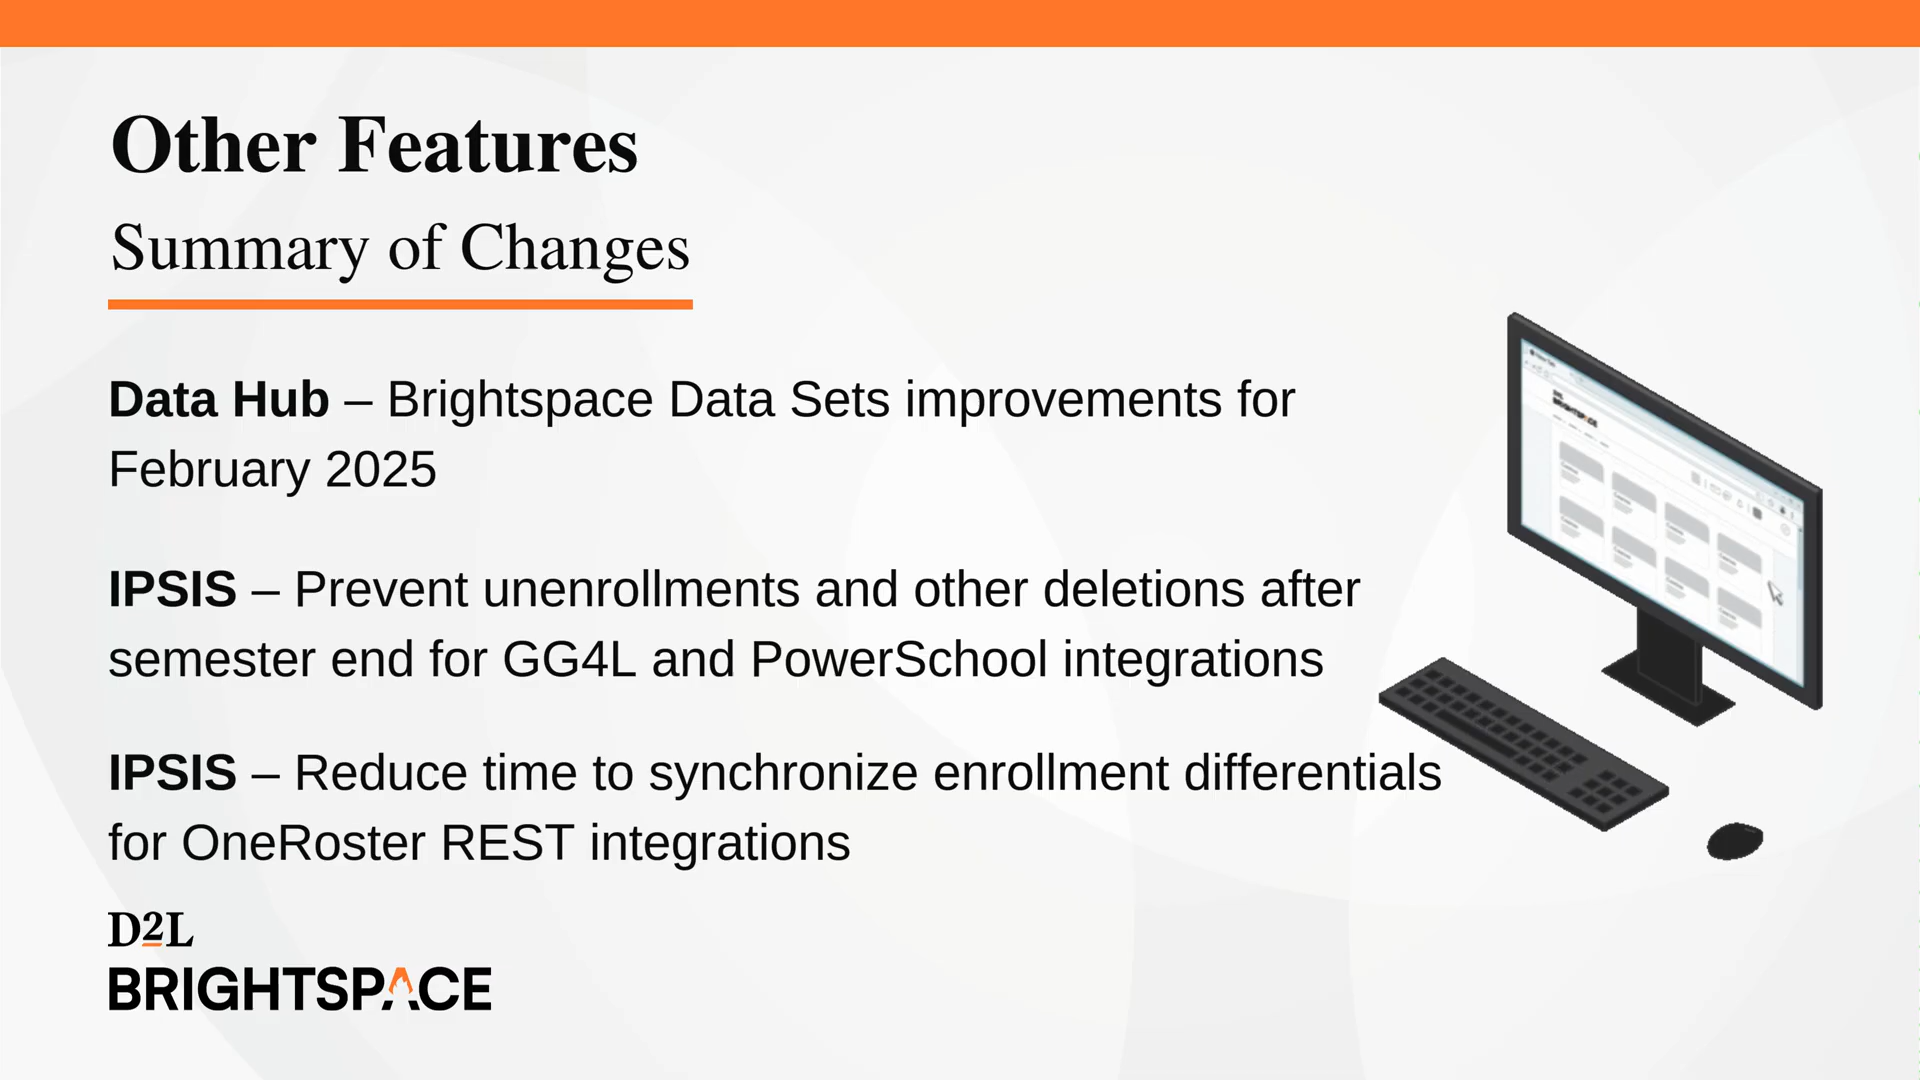 Other Features
Summary of Changes
Data Hub – Brightspace Data Sets improvements for
February 2025
IPSIS – Prevent unenrollments and other deletions after
semester end for GG4L and PowerSchool integrations
IPSIS – Reduce time to synchronize enrollment differentials
for OneRoster REST integrations
D2L
BRIGHTSPACE